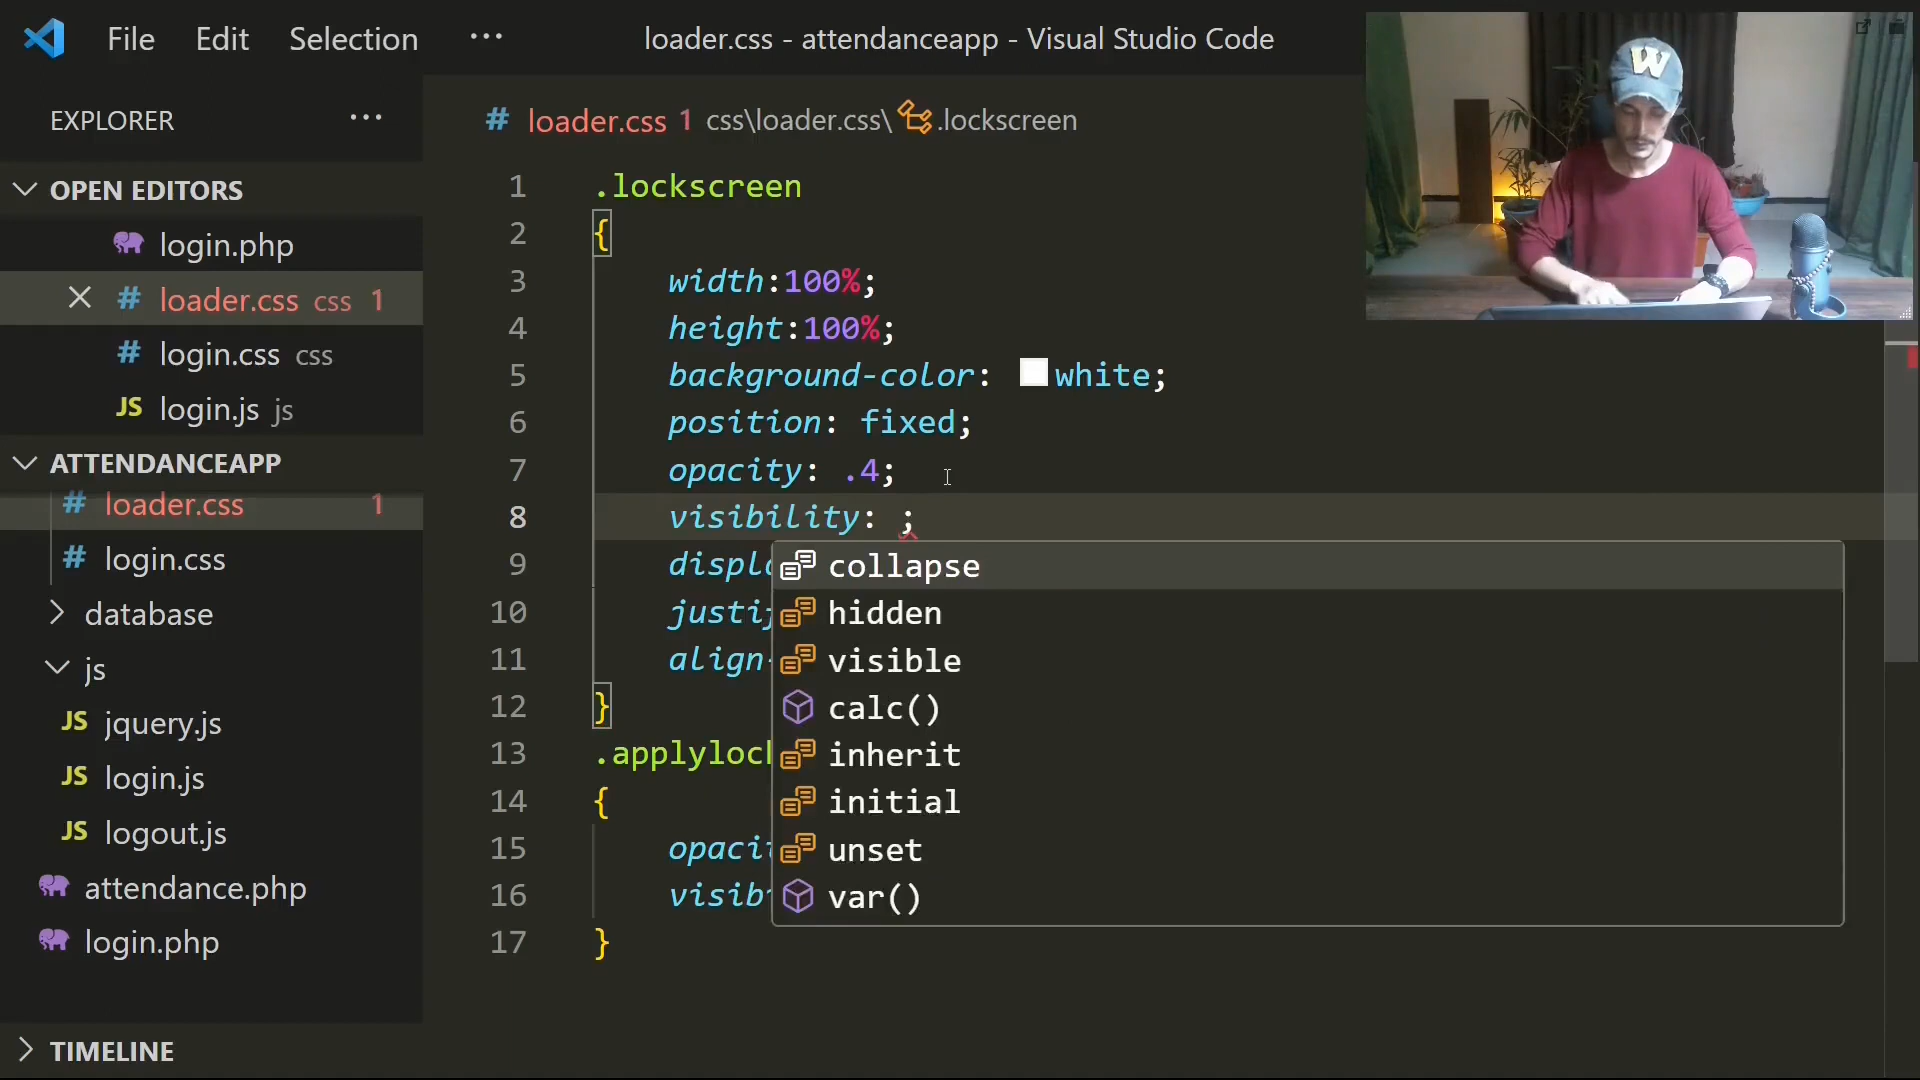 File Edit Selection ··· loader.css - attendanceapp - Visual Studio Code
EXPLORER ···
OPEN EDITORS
login.php
loader.css css 1
login.css css
JS login.js js
ATTENDANCEAPP
# loader.css 1
# login.css
database
js
JS jquery.js
JS login.js
JS logout.js
attendance.php
login.php
TIMELINE
# loader.css 1 css\loader.css\ .lockscreen
1 .lockscreen
2 {
3 width:100%;
4 height:100%;
5 background-color: white;
6 position: fixed;
7 opacity: .4;
8 visibility: ;
9
10
11 align-
12 }
13 .applyloc
14 {
15
16
17 }
collapse
hidden
visible
calc()
inherit
initial
unset
var()
W